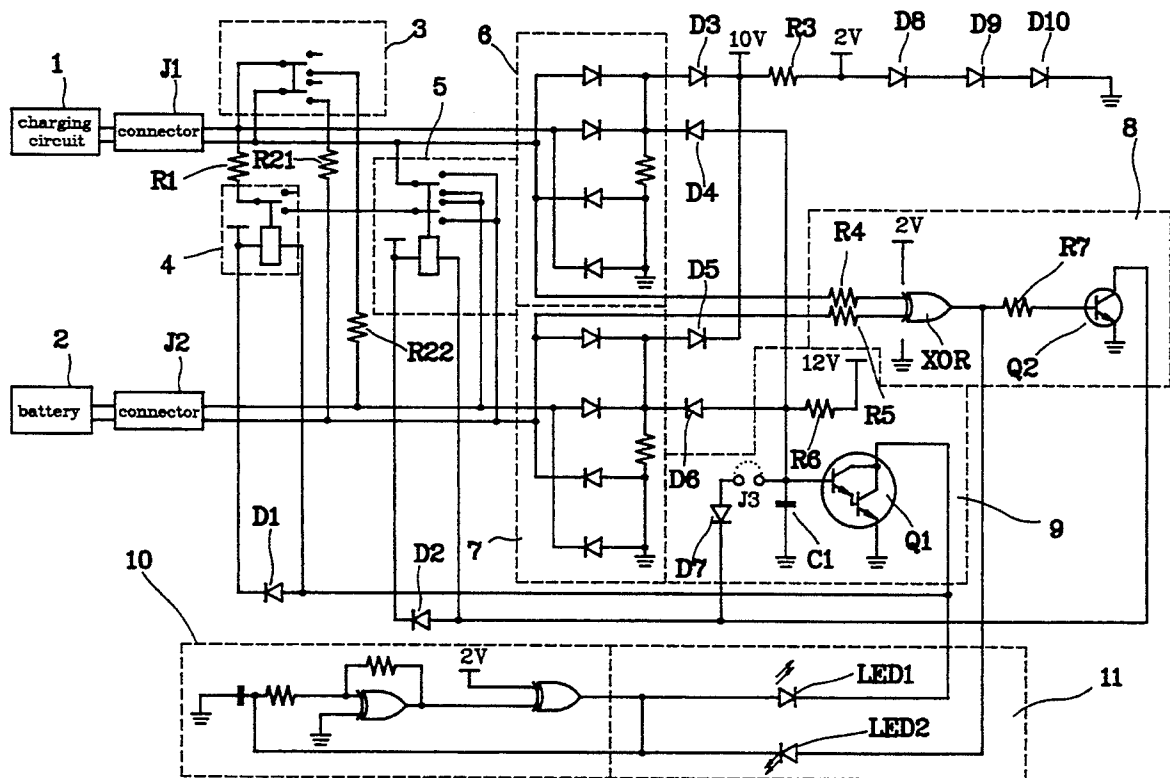 D3
R3
D8
D9
D10
10V
2V
3
6
1
J1
5
charging
circuit
connector
8
R1
R21
D4
4
2V
R4
R7
D5
2
J2
R22
XOR
Q2
12V
battery
connector
R5
D6
R6
J3
D1
D7
C1
Q1
9
7
D2
10
2V
LED1
11
LED2